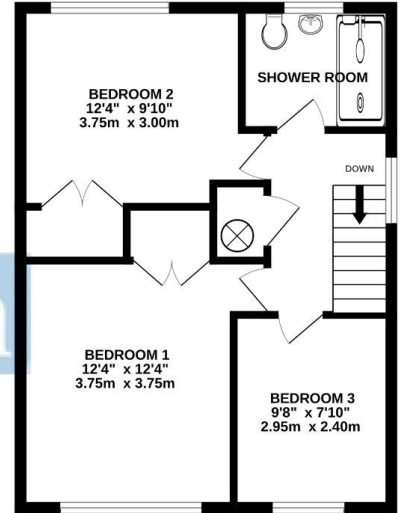 BEDROOM 2
12'4" x 9'10"
3.75m x 3.00m
SHOWER ROOM
DOWN
BEDROOM 1
12'4" x 12'4"
3.75m x 3.75m
BEDROOM 3
9'8" x 7'10"
2.95m x 2.40m